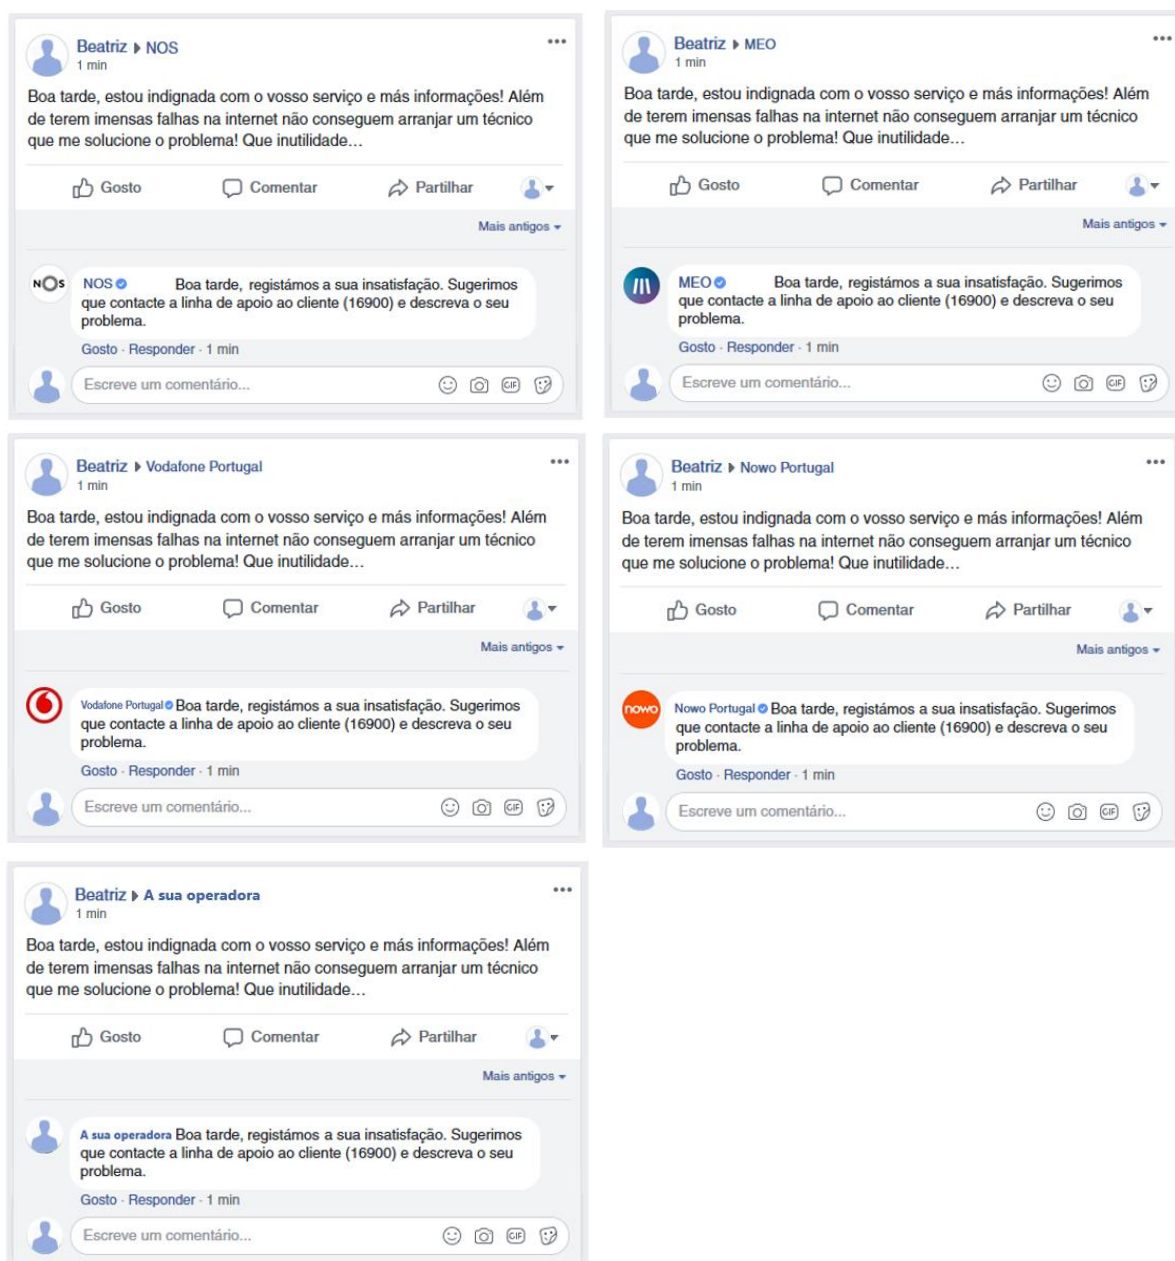 Beatriz NOS
1 min
Boa tarde, estou indignada com o vosso serviço e más informações! Além
de terem imensas falhas na internet não conseguem arranjar um técnico
que me solucione o problema! Que inutilidade...
Gosto Comentar Partilhar
Mais antigos
NOS NOS Boa tarde, registámos a sua insatisfação. Sugerimos
que contacte a linha de apoio ao cliente (16900) e descreva o seu
problema.
Gosto · Responder · 1 min
Escreve um comentário... GIF
Beatriz MEO
1 min
Boa tarde, estou indignada com o vosso serviço e más informações! Além
de terem imensas falhas na internet não conseguem arranjar um técnico
que me solucione o problema! Que inutilidade...
Gosto Comentar Partilhar
Mais antigos
MEO Boa tarde, registámos a sua insatisfação. Sugerimos
que contacte a linha de apoio ao cliente (16900) e descreva o seu
problema.
Gosto · Responder · 1 min
Escreve um comentário... GIF
Beatriz Vodafone Portugal
1 min
Boa tarde, estou indignada com o vosso serviço e más informações! Além
de terem imensas falhas na internet não conseguem arranjar um técnico
que me solucione o problema! Que inutilidade...
Gosto Comentar Partilhar
Mais antigos
Vodafone Portugal Boa tarde, registámos a sua insatisfação. Sugerimos
que contacte a linha de apoio ao cliente (16900) e descreva o seu
problema.
Gosto · Responder · 1 min
Escreve um comentário... GIF
Beatriz Nowo Portugal
1 min
Boa tarde, estou indignada com o vosso serviço e más informações! Além
de terem imensas falhas na internet não conseguem arranjar um técnico
que me solucione o problema! Que inutilidade...
Gosto Comentar Partilhar
Mais antigos
nowo Nowo Portugal Boa tarde, registámos a sua insatisfação. Sugerimos
que contacte a linha de apoio ao cliente (16900) e descreva o seu
problema.
Gosto · Responder · 1 min
Escreve um comentário... GIF
Beatriz A sua operadora
1 min
Boa tarde, estou indignada com o vosso serviço e más informações! Além
de terem imensas falhas na internet não conseguem arranjar um técnico
que me solucione o problema! Que inutilidade...
Gosto Comentar Partilhar
Mais antigos
A sua operadora Boa tarde, registámos a sua insatisfação. Sugerimos
que contacte a linha de apoio ao cliente (16900) e descreva o seu
problema.
Gosto · Responder · 1 min
Escreve um comentário... GIF